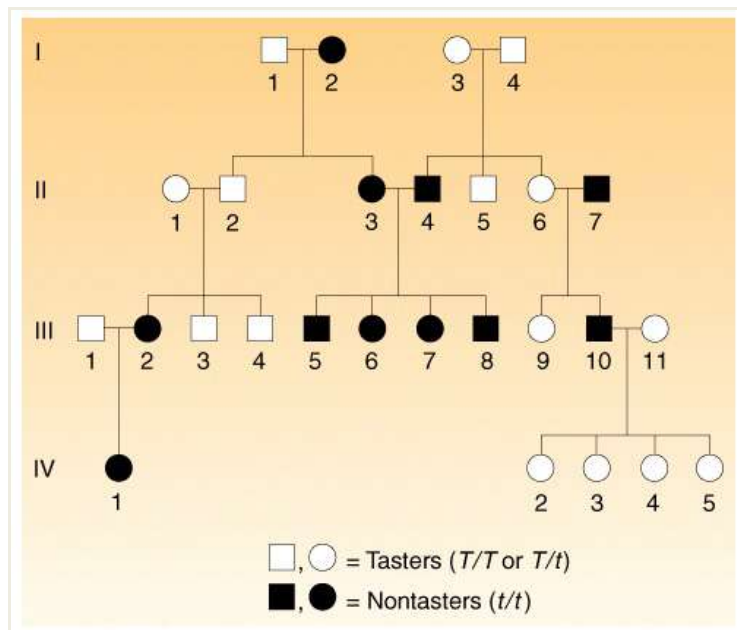 I
1 2 3 4
II
1 2 3 4 5 6 7
III
1 2 3 4 5 6 7 8 9 10 11
IV
1 2 3 4 5
= Tasters (T/T or T/t)
= Nontasters (t/t)